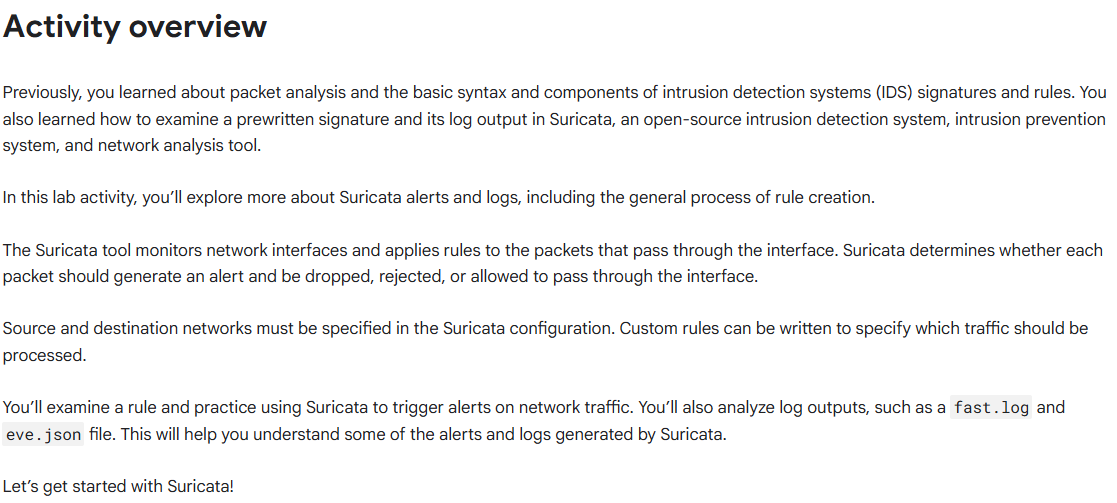 Activity overview
Previously, you learned about packet analysis and the basic syntax and components of intrusion detection systems (IDS) signatures and rules. You
also learned how to examine a prewritten signature and its log output in Suricata, an open-source intrusion detection system, intrusion prevention
system, and network analysis tool.
In this lab activity, you’ll explore more about Suricata alerts and logs, including the general process of rule creation.
The Suricata tool monitors network interfaces and applies rules to the packets that pass through the interface. Suricata determines whether each
packet should generate an alert and be dropped, rejected, or allowed to pass through the interface.
Source and destination networks must be specified in the Suricata configuration. Custom rules can be written to specify which traffic should be
processed.
You’ll examine a rule and practice using Suricata to trigger alerts on network traffic. You’ll also analyze log outputs, such as a fast.log and
eve.json file. This will help you understand some of the alerts and logs generated by Suricata.
Let’s get started with Suricata!